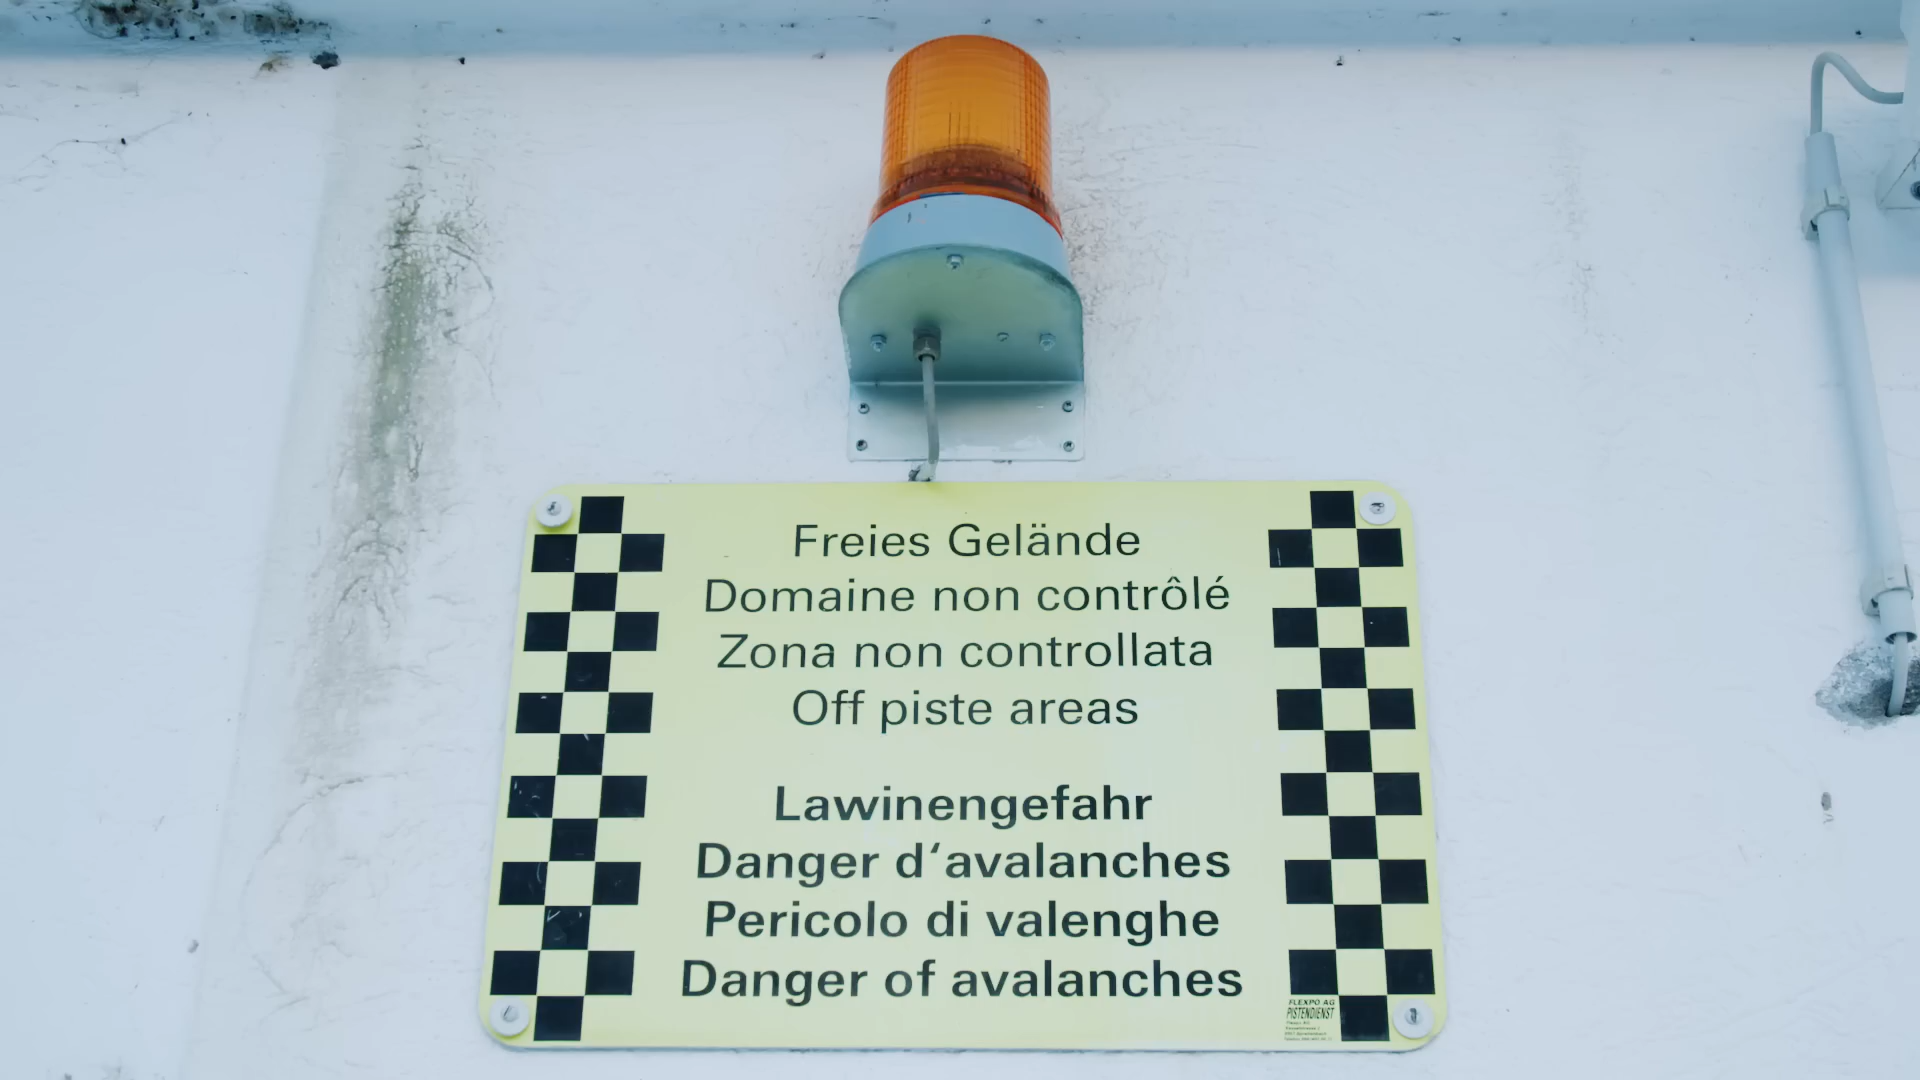 Freies Gelände
Domaine non contrôlé
Zona non controllata
Off piste areas
Lawinengefahr
Danger d‘avalanches
Pericolo di valenghe
Danger of avalanches
FLEXPO AG
PISTENDIENST